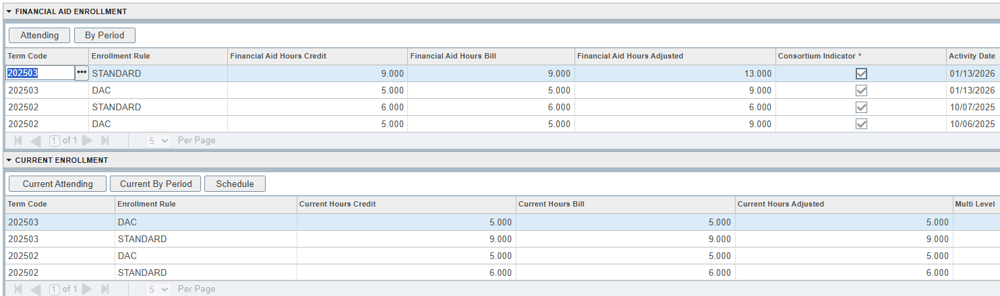 FINANCIAL AID ENROLLMENT
Attending By Period
Term Code Enrollment Rule Financial Aid Hours Credit Financial Aid Hours Bill Financial Aid Hours Adjusted Consortium Indicator * Activity Date
202503 ••• STANDARD 9.000 9.000 13.000 01/13/2026
202503 DAC 5.000 5.000 9.000 01/13/2026
202502 STANDARD 6.000 6.000 6.000 10/07/2025
202502 DAC 5.000 5.000 9.000 10/06/2025
1 of 1 5 Per Page
CURRENT ENROLLMENT
Current Attending Current By Period Schedule
Term Code Enrollment Rule Current Hours Credit Current Hours Bill Current Hours Adjusted Multi Level
202503 DAC 5.000 5.000 5.000
202503 STANDARD 9.000 9.000 9.000
202502 DAC 5.000 5.000 5.000
202502 STANDARD 6.000 6.000 6.000
1 of 1 5 Per Page